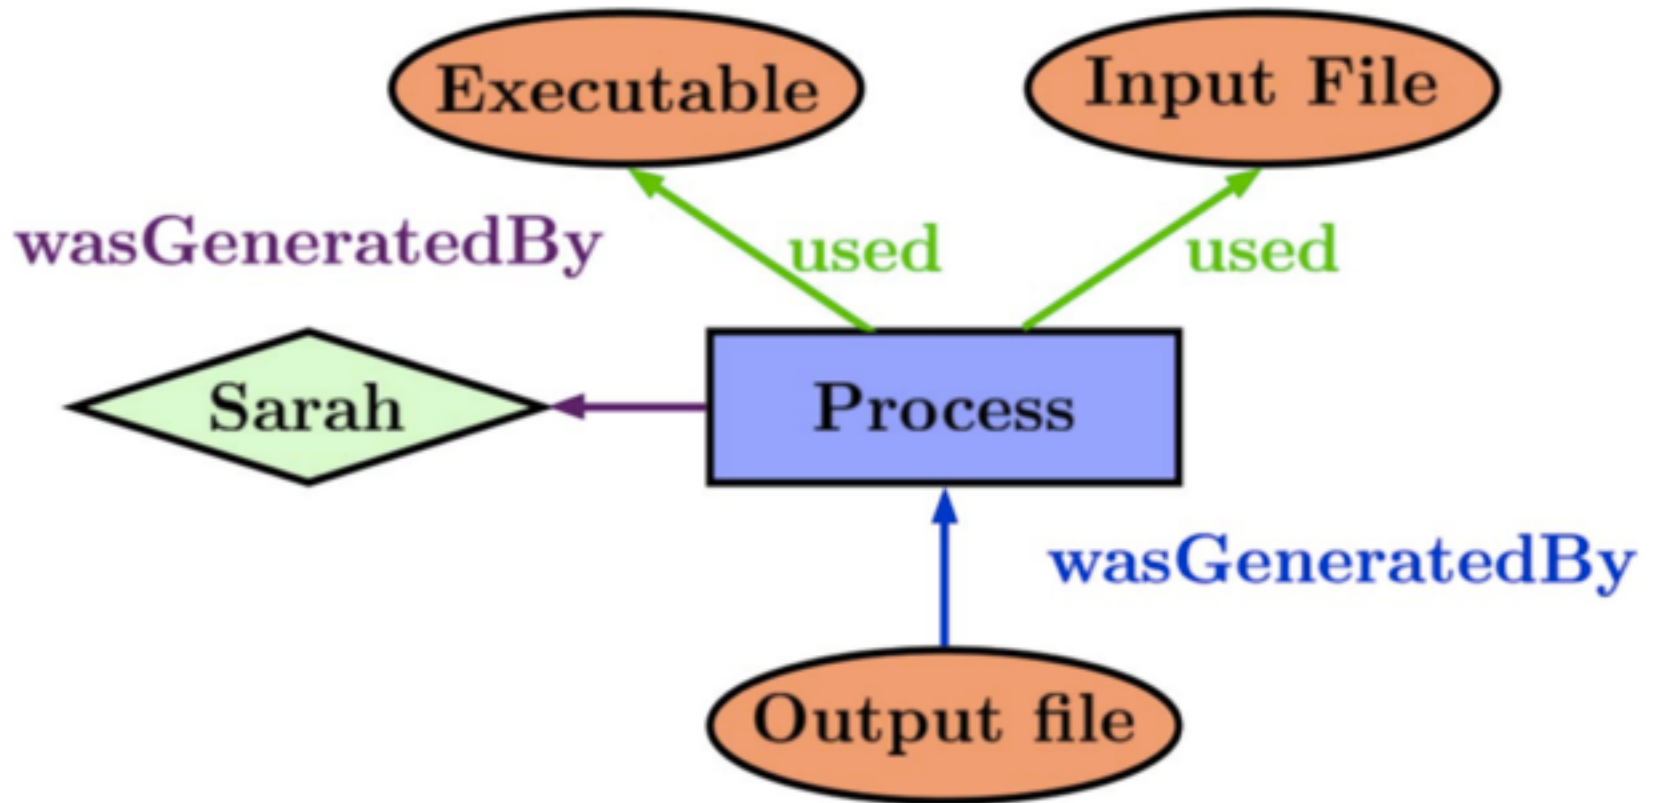 Executable
Input File
wasGeneratedBy
used
used
Sarah
Process
wasGeneratedBy
Output file